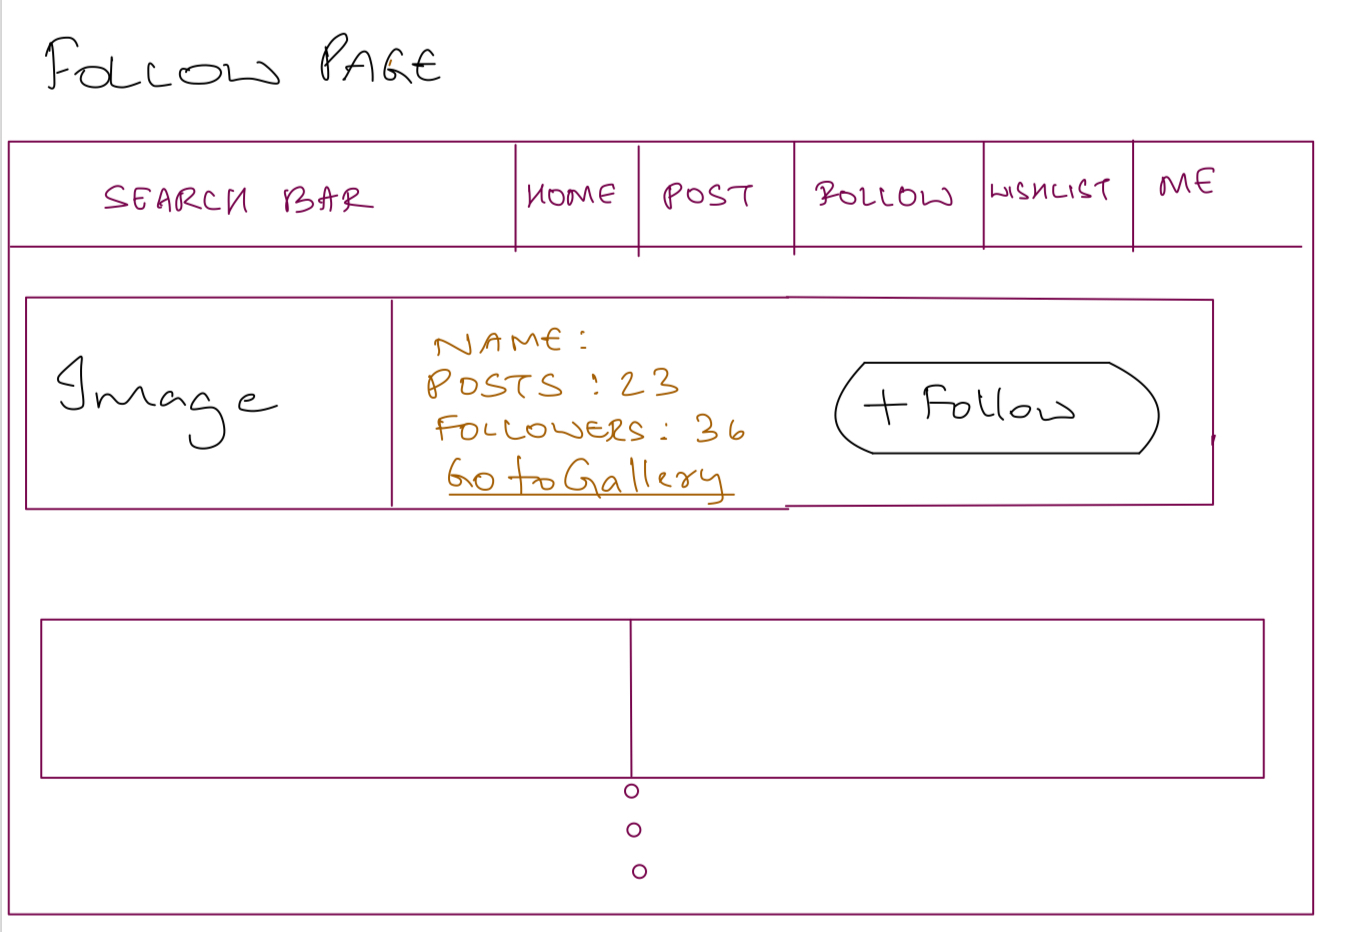 FOLLOW PAGE
SEARCH BAR HOME POST FOLLOW WISHLIST ME
Image
NAME:
POSTS: 23
FOLLOWERS: 36
Go to Gallery
+ Follow